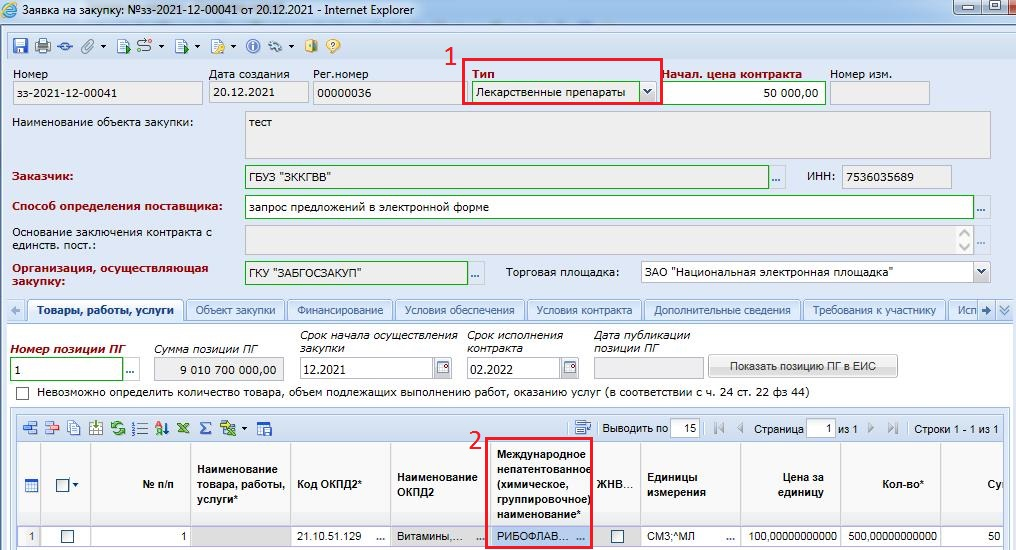 Заявка на закупку: №зз-2021-12-00041 от 20.12.2021 - Internet Explorer
1
Номер Дата создания Рег.номер Тип Начал. цена контракта Номер изм.
зз-2021-12-00041 20.12.2021 00000036 Лекарственные препараты 50 000,00
Наименование объекта закупки: тест
Заказчик: ГБУЗ "ЗККГВВ" ... ИНН: 7536035689
Способ определения поставщика: запрос предложений в электронной форме ...
Основание заключения контракта с
единств. пост.: ...
Организация, осуществляющая
закупку: ГКУ "ЗАБГОСЗАКУП" ... Торговая площадка: ЗАО "Национальная электронная площадка"
Товары, работы, услуги Объект закупки Финансирование Условия обеспечения Условия контракта Дополнительные сведения Требования к участнику Исп
Номер позиции ПГ Сумма позиции ПГ Срок начала осуществления
закупки Срок исполнения
контракта Дата публикации
позиции ПГ
1 ... 9 010 700 000,00 12.2021 02.2022 Показать позицию ПГ в ЕИС
Невозможно определить количество товара, объем подлежащих выполнению работ, оказанию услуг (в соответствии с ч. 24 ст. 22 фз 44)
2
Выводить по 15 Страница 1 из 1 Строки 1 - 1 из 1
№ п/п Наименование
товара, работы,
услуги* Код ОКПД2* Наименование
ОКПД2 Международное
непатентованное
(химическое,
группировочное)
наименование* ЖНВ... Единицы
измерения Цена за
единицу Кол-во* Су
1 1 21.10.51.129 ... Витамины,... ... РИБОФЛАВ... ... СМ3;^МЛ ... 100,00000000000 500,00000000000 50